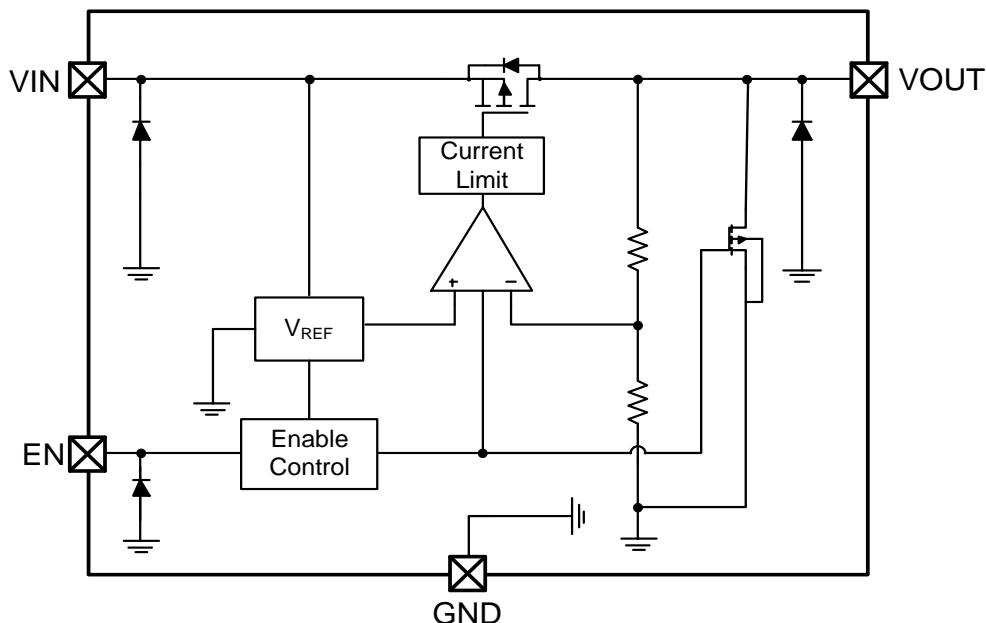 VIN
VOUT
Current
Limit
+
−
VREF
EN
Enable
Control
GND